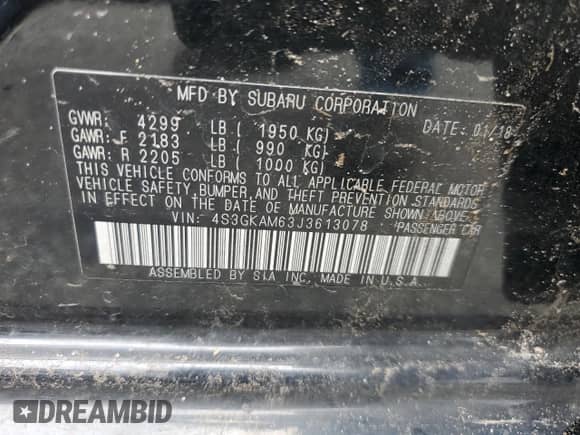 MFD BY SUBARU CORPORATION
GVWR: 4299 LB ( 1950 KG) DATE: 01/18
GAWR: F 2183 LB ( 990 KG)
GAWR: R 2205 LB ( 1000 KG)
THIS VEHICLE CONFORMS TO ALL APPLICABLE FEDERAL MOTOR
VEHICLE SAFETY, BUMPER, AND THEFT PREVENTION STANDARDS
IN EFFECT ON THE DATE OF MANUFACTURE SHOWN ABOVE.
VIN: 4S3GKAM63J3613078 PASSENGER CAR
ASSEMBLED BY SIA INC. MADE IN U.S.A.
DREAMBID